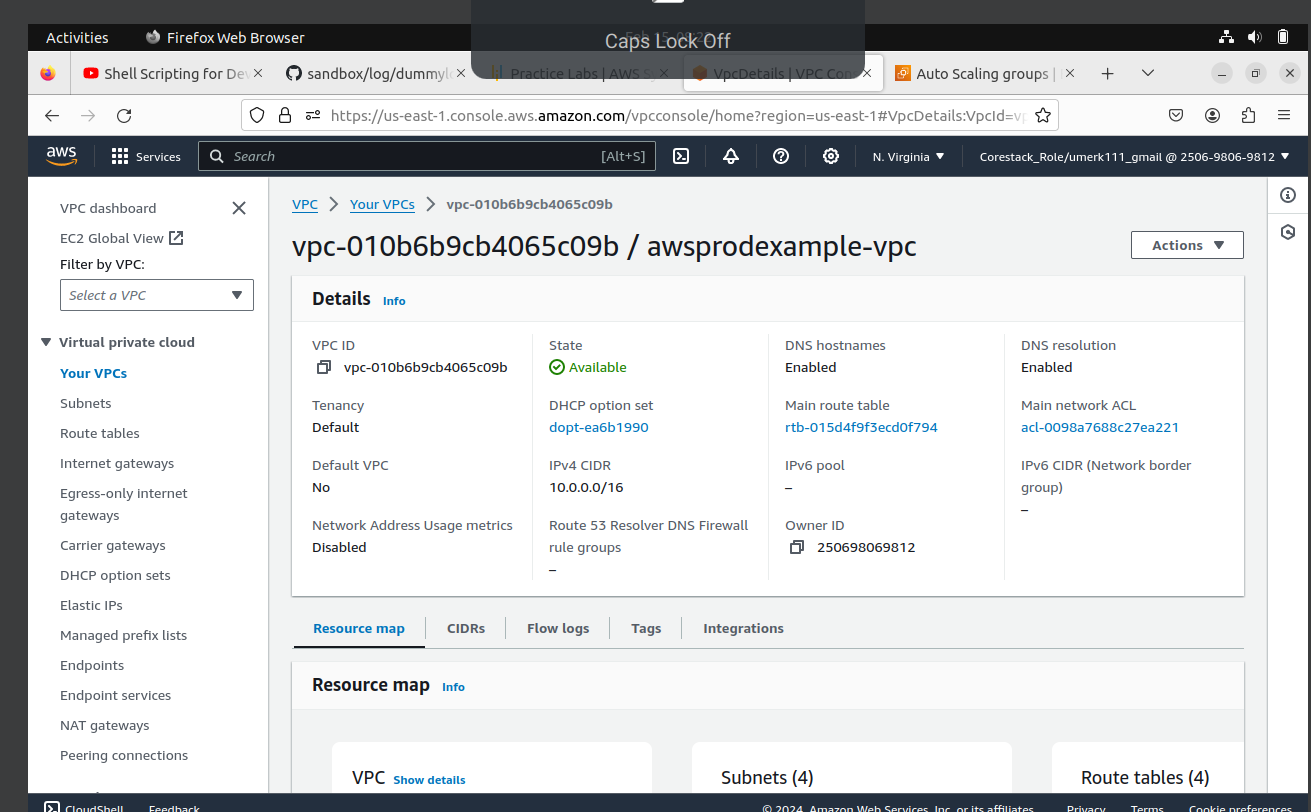 Activities
Firefox Web Browser
Caps Lock Off
Shell Scripting for De
sandbox/log/dummyl
Practice Labs | AWS S
VpcDetails | VPC Con
Auto Scaling groups |
https://us-east-1.console.aws.amazon.com/vpcconsole/home?region=us-east-1#VpcDetails:VpcId=vp
aws
Services
Search
[Alt+S]
N. Virginia
Corestack_Role/umerk111_gmail @ 2506-9806-9812
VPC dashboard
EC2 Global View
Filter by VPC:
Select a VPC
Virtual private cloud
Your VPCs
Subnets
Route tables
Internet gateways
Egress-only internet
gateways
Carrier gateways
DHCP option sets
Elastic IPs
Managed prefix lists
Endpoints
Endpoint services
NAT gateways
Peering connections
VPC
Your VPCs
vpc-010b6b9cb4065c09b
vpc-010b6b9cb4065c09b / awsprodexample-vpc
Actions
Details Info
VPC ID
vpc-010b6b9cb4065c09b
State
Available
DNS hostnames
Enabled
DNS resolution
Enabled
Tenancy
Default
DHCP option set
dopt-ea6b1990
Main route table
rtb-015d4f9f3ecd0f794
Main network ACL
acl-0098a7688c27ea221
Default VPC
No
IPv4 CIDR
10.0.0.0/16
IPv6 pool
–
IPv6 CIDR (Network border
group)
–
Network Address Usage metrics
Disabled
Route 53 Resolver DNS Firewall
rule groups
–
Owner ID
250698069812
Resource map
CIDRs
Flow logs
Tags
Integrations
Resource map Info
VPC Show details
Subnets (4)
Route tables (4)
CloudShell
Feedback
© 2024, Amazon Web Services, Inc. or its affiliates.
Privacy
Terms
Cookie preferences